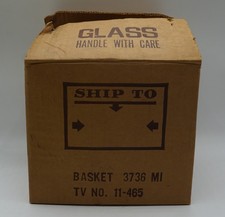 GLASS
HANDLE WITH CARE
SHIP TO
BASKET 3736 MI
TV NO. 11-465